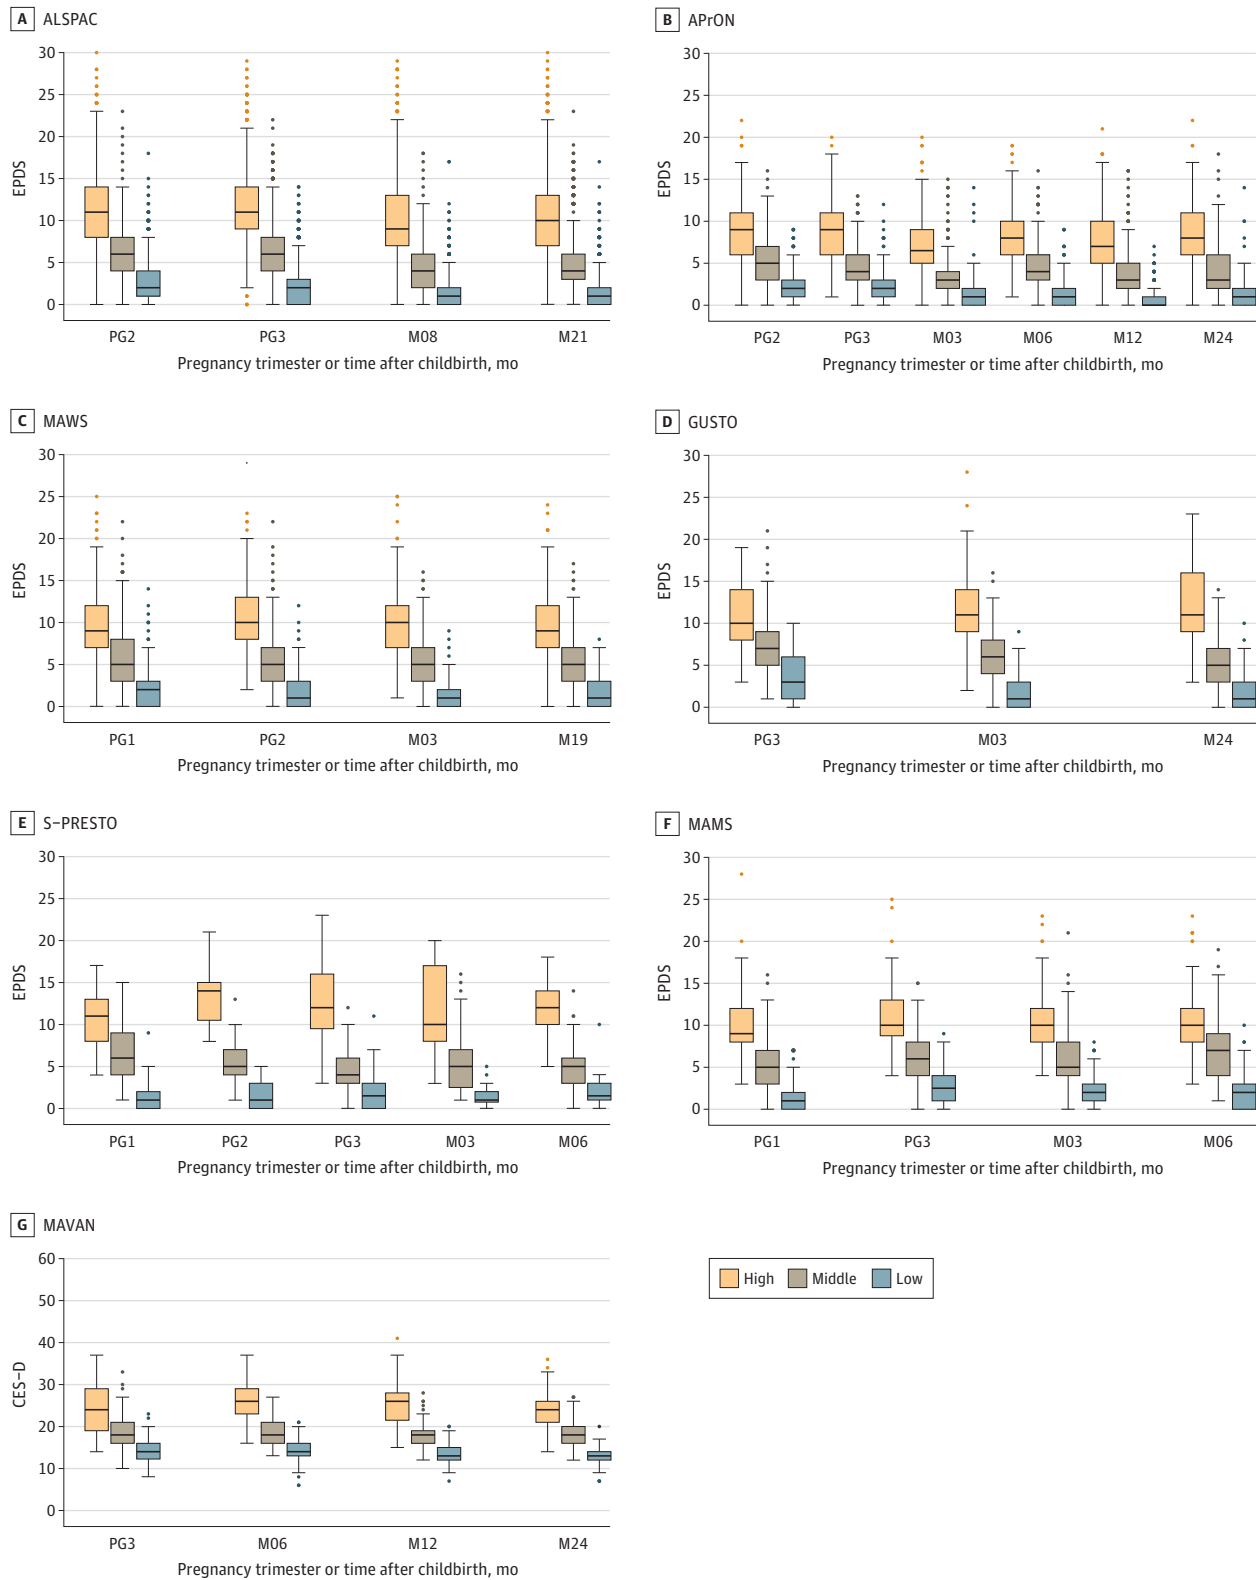 A ALSPAC
30
25
20
15
10
5
0
EPDS
PG2 PG3 M08 M21
Pregnancy trimester or time after childbirth, mo
B APrON
30
25
20
15
10
5
0
EPDS
PG2 PG3 M03 M06 M12 M24
Pregnancy trimester or time after childbirth, mo
C MAWS
30
25
20
15
10
5
0
EPDS
PG1 PG2 M03 M19
Pregnancy trimester or time after childbirth, mo
D GUSTO
30
25
20
15
10
5
0
EPDS
PG3 M03 M24
Pregnancy trimester or time after childbirth, mo
E S-PRESTO
30
25
20
15
10
5
0
EPDS
PG1 PG2 PG3 M03 M06
Pregnancy trimester or time after childbirth, mo
F MAMS
30
25
20
15
10
5
0
EPDS
PG1 PG3 M03 M06
Pregnancy trimester or time after childbirth, mo
G MAVAN
60
50
40
30
20
10
0
CES-D
PG3 M06 M12 M24
Pregnancy trimester or time after childbirth, mo
High Middle Low